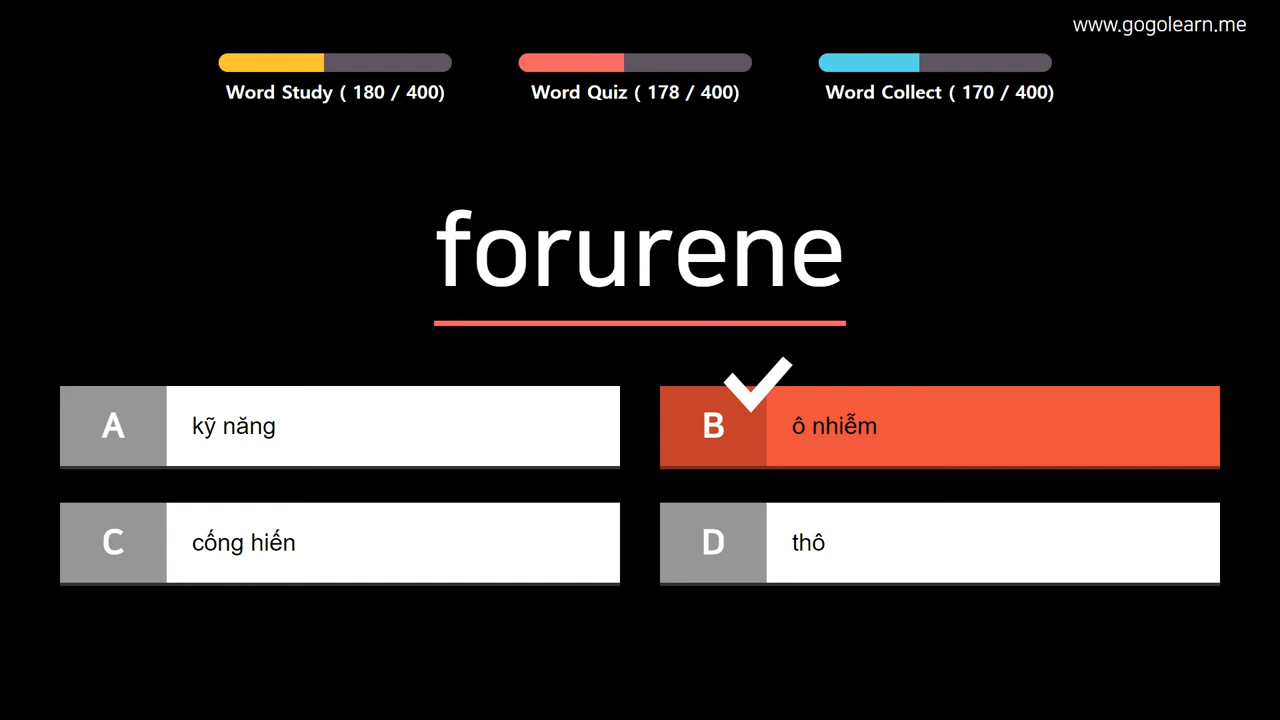 www.gogolearn.me
Word Study ( 180 / 400)
Word Quiz ( 178 / 400)
Word Collect ( 170 / 400)
forurene
A kỹ năng
B ô nhiễm
C cống hiến
D thô